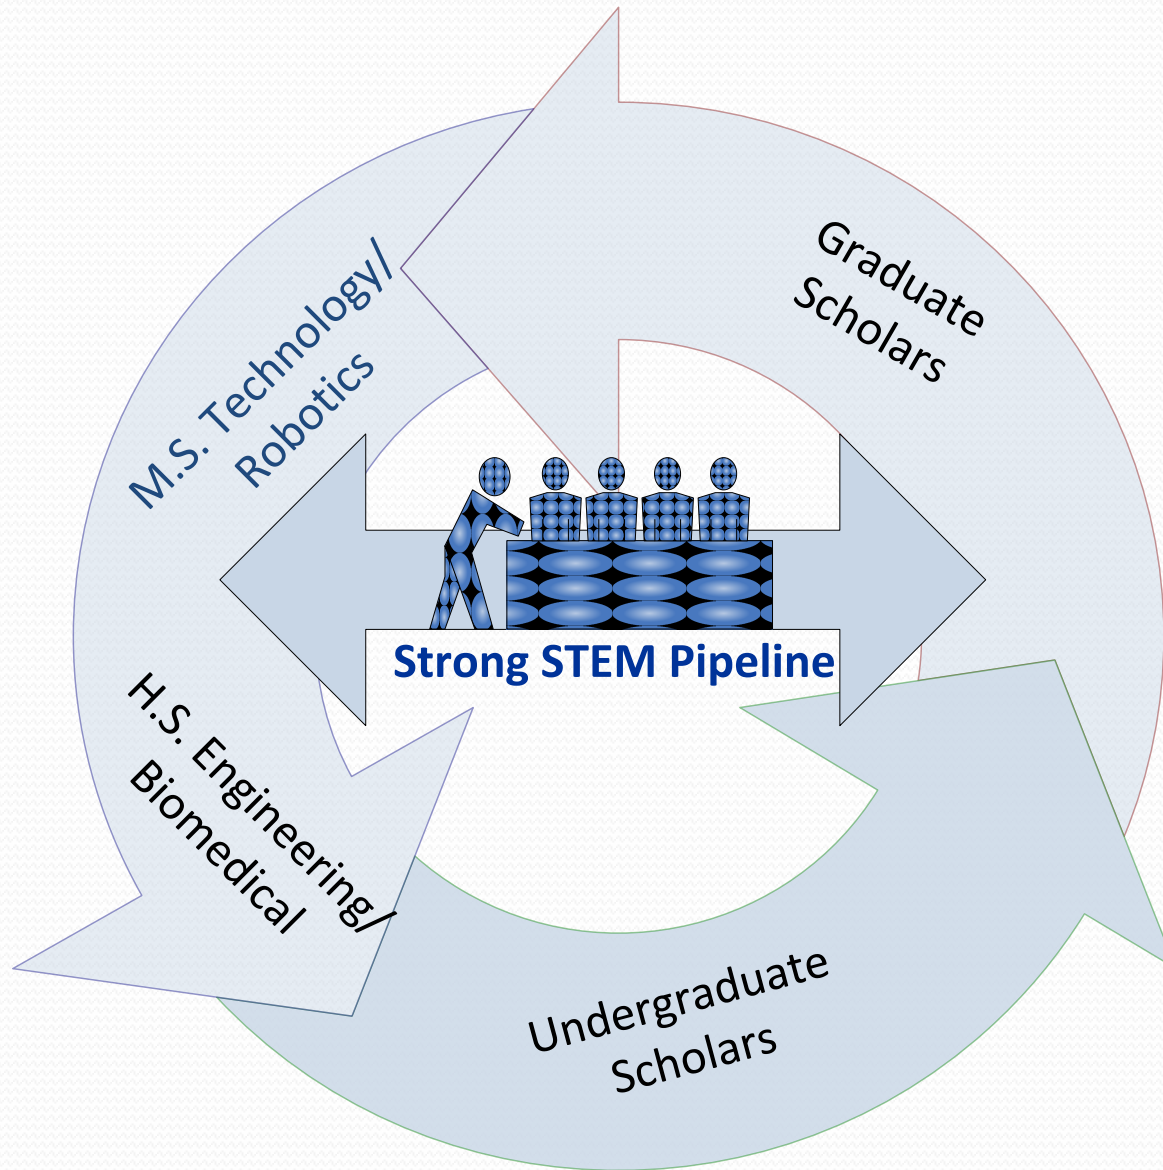 Graduate
Scholars
M.S. Technology/
Robotics
Strong STEM Pipeline
H.S. Engineering/
Biomedical
Undergraduate
Scholars